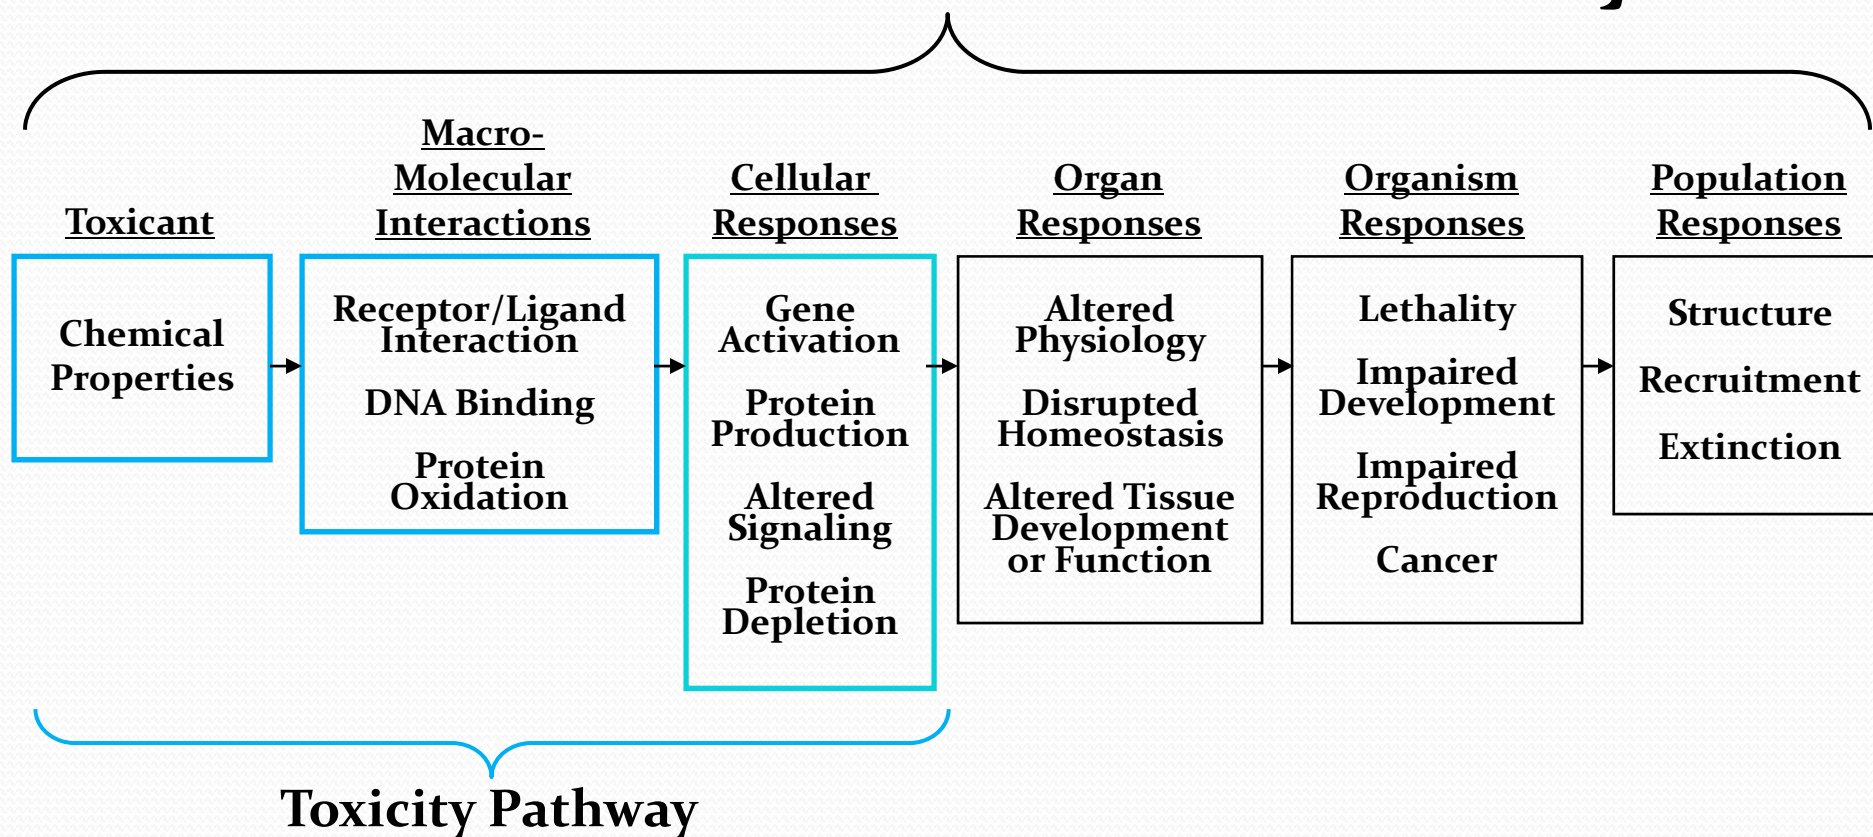 Toxicant
Chemical
Properties
Macro-
Molecular
Interactions
Receptor/Ligand
Interaction
DNA Binding
Protein
Oxidation
Cellular
Responses
Gene
Activation
Protein
Production
Altered
Signaling
Protein
Depletion
Organ
Responses
Altered
Physiology
Disrupted
Homeostasis
Altered Tissue
Development
or Function
Organism
Responses
Lethality
Impaired
Development
Impaired
Reproduction
Cancer
Population
Responses
Structure
Recruitment
Extinction
Toxicity Pathway